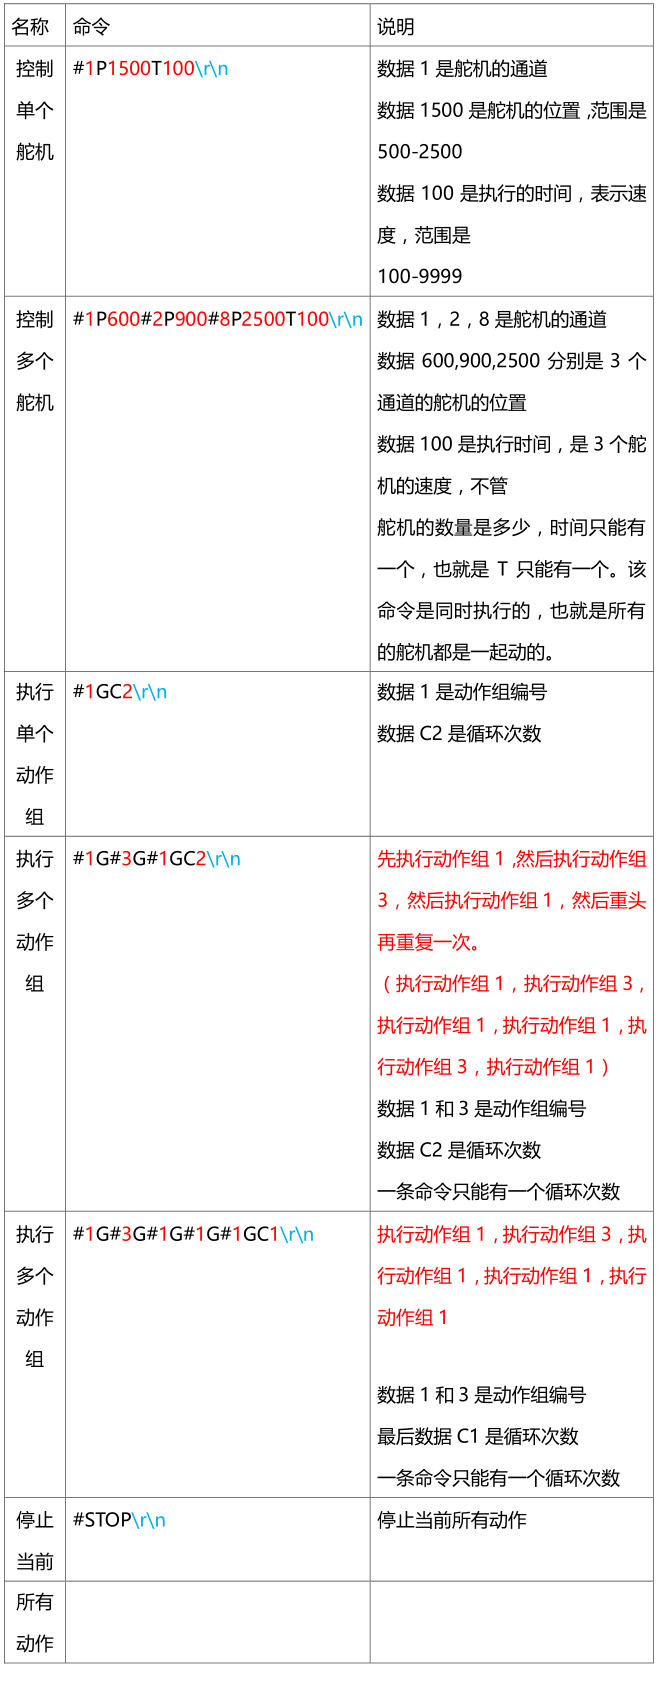 名称 命令 说明
控制 #1P1500T100\r\n 数据 1 是舵机的通道
单个 数据 1500 是舵机的位置,范围是
舵机 500-2500
数据 100 是执行的时间，表示速
度，范围是
100-9999
控制 #1P600#2P900#8P2500T100\r\n 数据 1，2，8 是舵机的通道
多个 数据 600,900,2500 分别是 3 个
舵机 通道的舵机的位置
数据 100 是执行时间，是 3 个舵
机的速度，不管
舵机的数量是多少，时间只能有
一个，也就是 T 只能有一个。该
命令是同时执行的，也就是所有
的舵机都是一起动的。
执行 #1GC2\r\n 数据 1 是动作组编号
单个 数据 C2 是循环次数
动作
组
执行 #1G#3G#1GC2\r\n 先执行动作组 1,然后执行动作组
多个 3，然后执行动作组 1，然后重头
动作 再重复一次。
组 （执行动作组 1，执行动作组 3，
执行动作组 1，执行动作组 1，执
行动作组 3，执行动作组 1）
数据 1 和 3 是动作组编号
数据 C2 是循环次数
一条命令只能有一个循环次数
执行 #1G#3G#1G#1G#1GC1\r\n 执行动作组 1，执行动作组 3，执
多个 行动作组 1，执行动作组 1，执行
动作 动作组 1
组
数据 1 和 3 是动作组编号
最后数据 C1 是循环次数
一条命令只能有一个循环次数
停止 #STOP\r\n 停止当前所有动作
当前
所有
动作